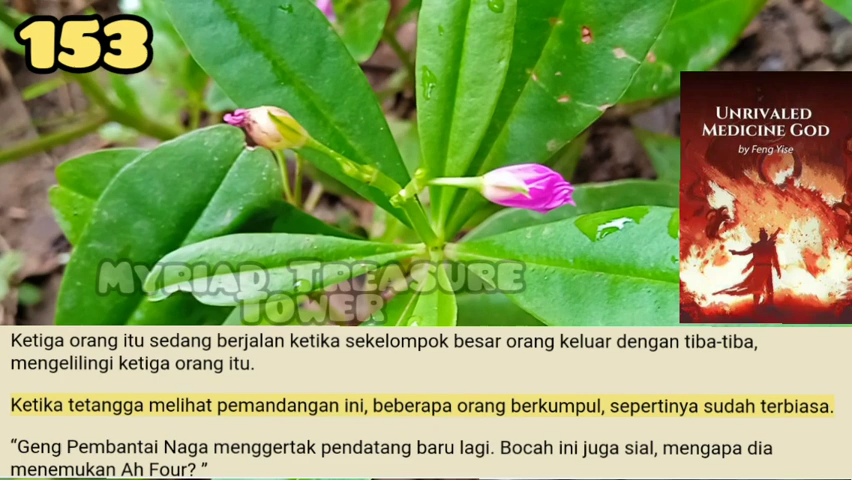 153
UNRIVALED
MEDICINE GOD
by Feng Yise
MYRIAD TREASURE
TOWER
Ketiga orang itu sedang berjalan ketika sekelompok besar orang keluar dengan tiba-tiba,
mengelilingi ketiga orang itu.
Ketika tetangga melihat pemandangan ini, beberapa orang berkumpul, sepertinya sudah terbiasa.
“Geng Pembantai Naga menggertak pendatang baru lagi. Bocah ini juga sial, mengapa dia
menemukan Ah Four? ”